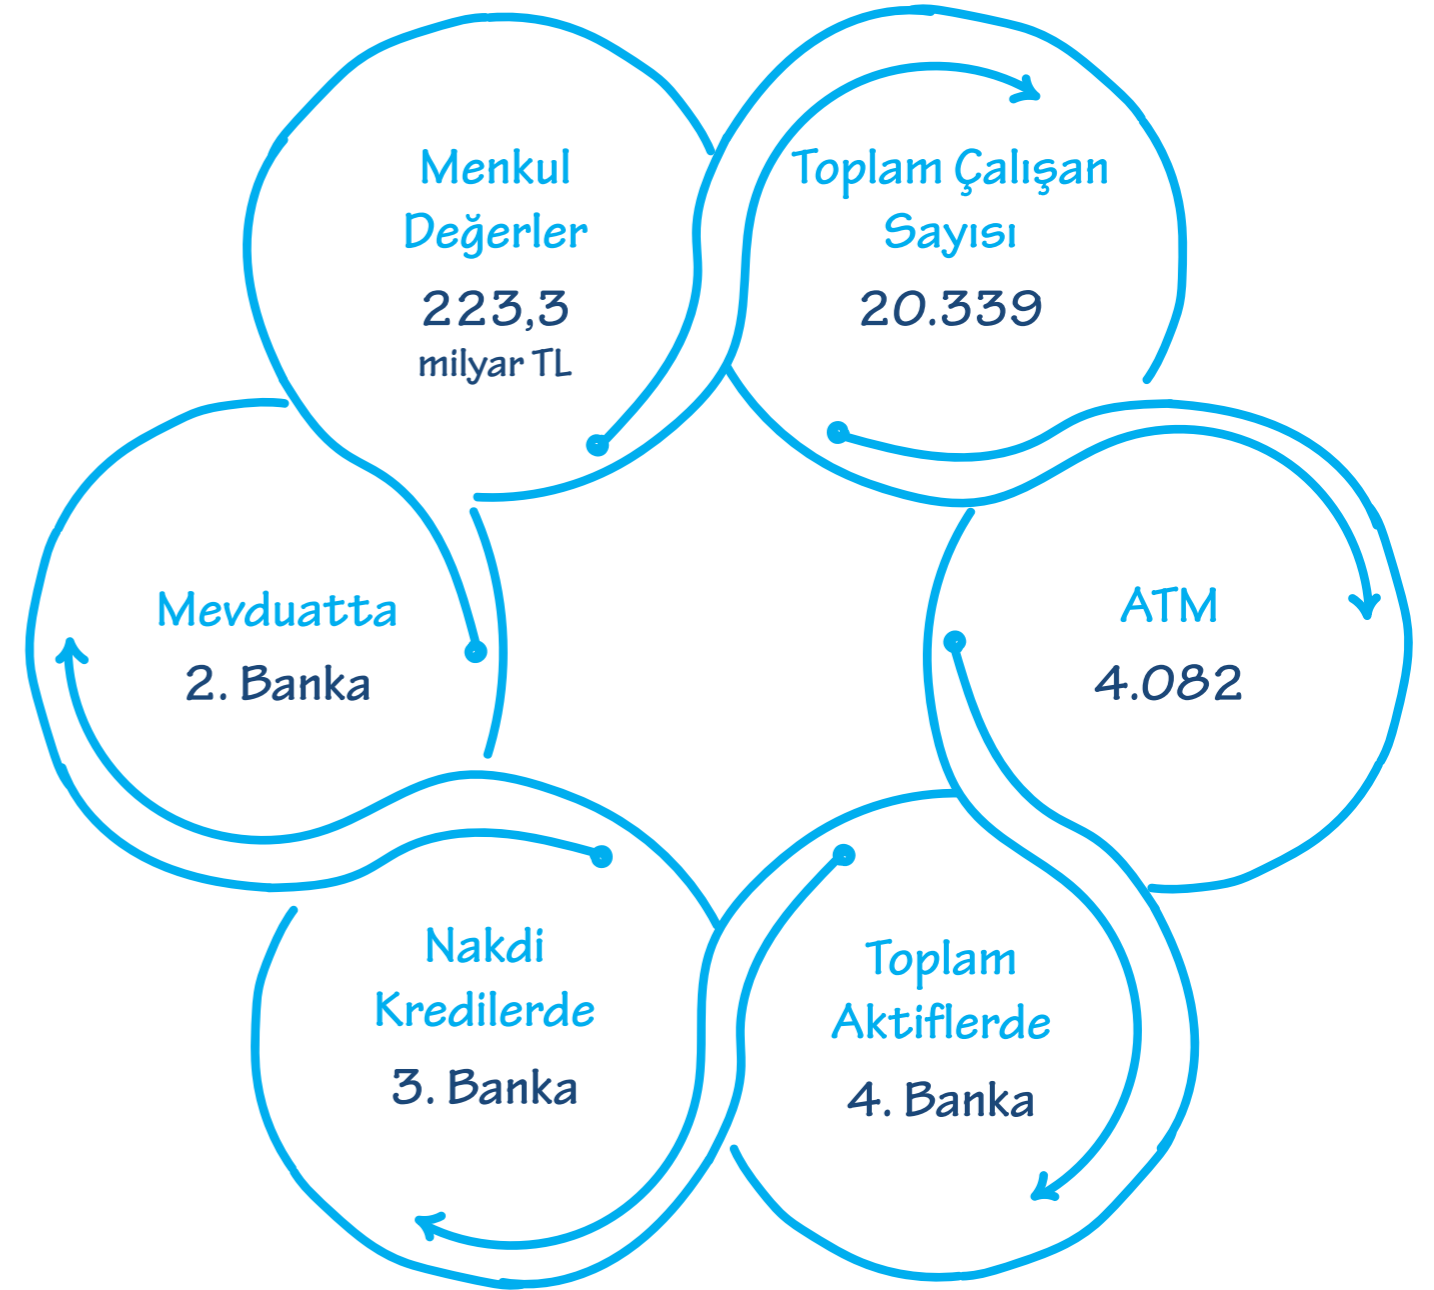 Menkul
Değerler
223,3
milyar TL
Toplam Çalışan
Sayısı
20.339
Mevduatta
2. Banka
ATM
4.082
Nakdi
Kredilerde
3. Banka
Toplam
Aktiflerde
4. Banka